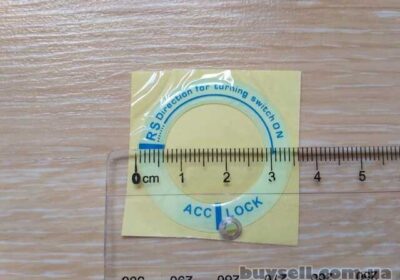 RS Direction for turning switch ON
0 cm 1 2 3 4 5
ACC LOCK
buysell.com.ua